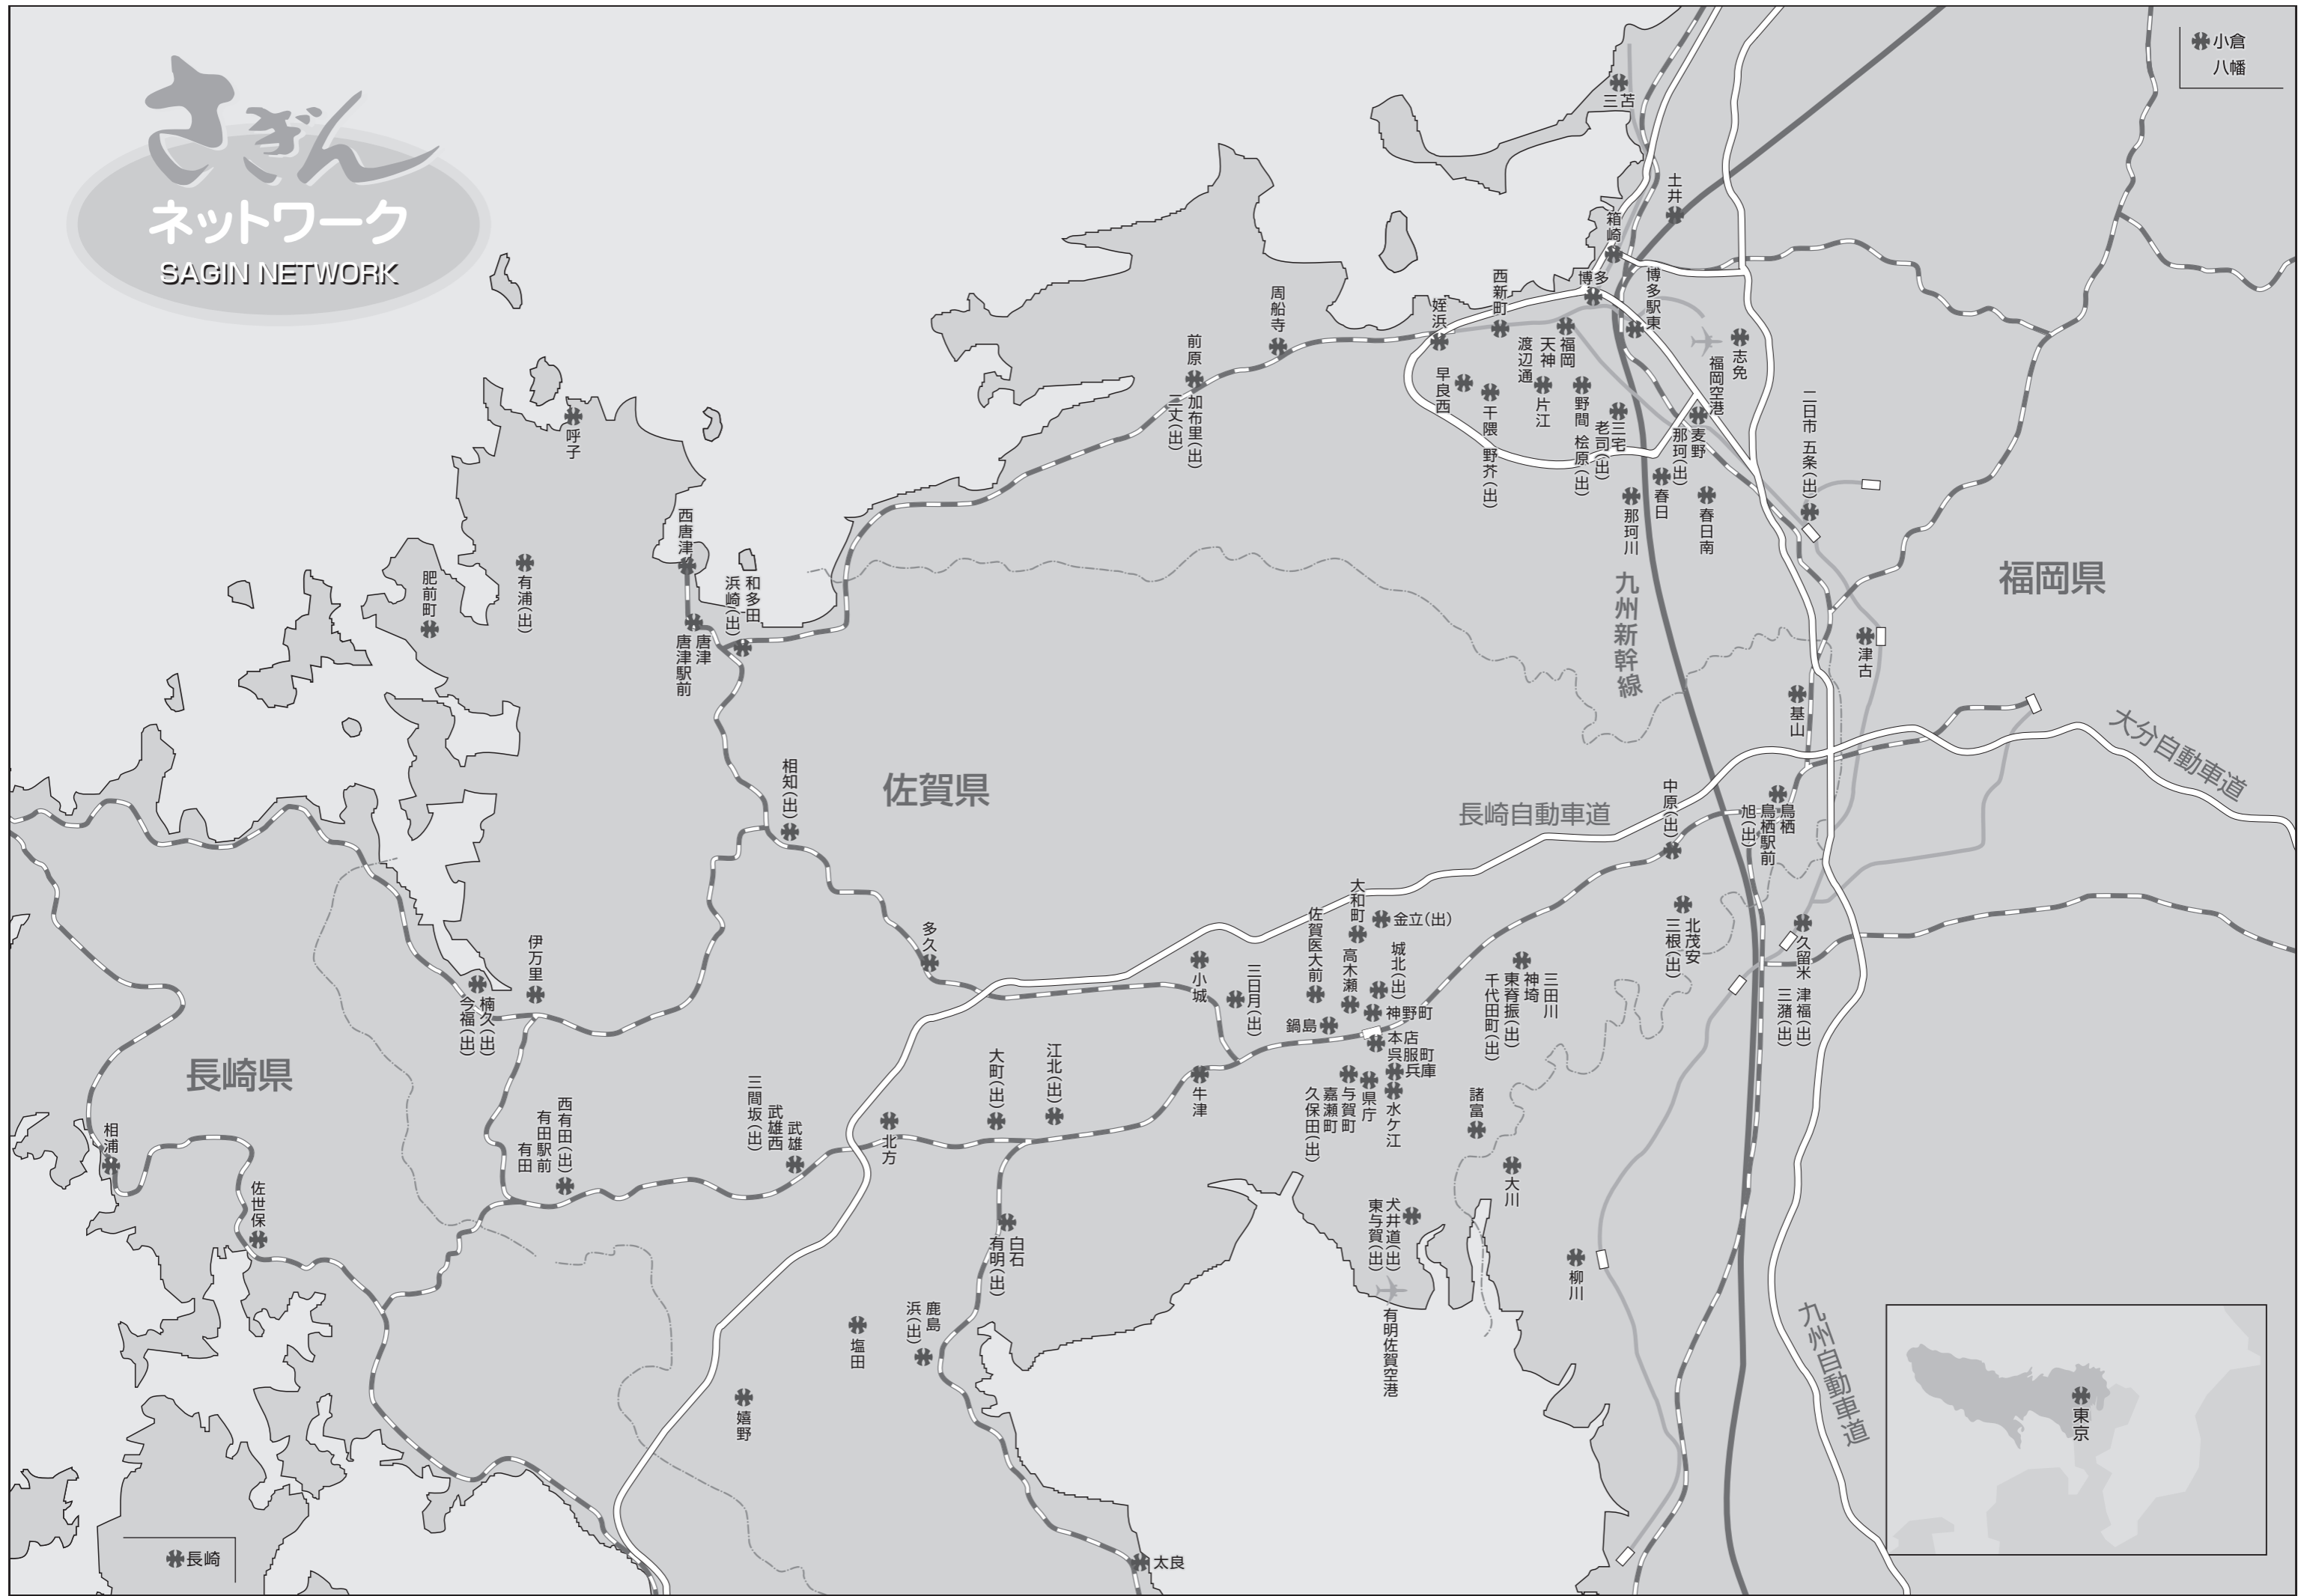 さぎん
ネットワーク
SAGIN NETWORK
小倉
八幡
三苫
土井
箱崎
博多
博多駅東
西新町
姪浜
周船寺
前原
加布里(出)
二丈(出)
福岡
天神
渡辺通
福岡空港
志免
早良西
干隈
野芥(出)
片江
野間
桧原(出)
三宅
老司(出)
麦野
那珂(出)
春日
春日南
那珂川
二日市
五条(出)
呼子
西唐津
和多田
浜崎(出)
唐津
唐津駅前
有浦(出)
肥前町
九州新幹線
福岡県
津古
基山
大分自動車道
佐賀県
相知(出)
長崎自動車道
中原(出)
鳥栖
鳥栖駅前
旭(出)
北茂安
三根(出)
久留米
津福(出)
三潴(出)
大和町
金立(出)
佐賀医大前
高木瀬
城北(出)
神野町
鍋島
本店
呉服町
兵庫
水ケ江
県庁
与賀町
嘉瀬町
久保田(出)
三田川
神埼
東脊振(出)
千代田町(出)
小城
三日月(出)
牛津
多久
伊万里
楠久(出)
今福(出)
長崎県
相浦
佐世保
西有田(出)
有田駅前
有田
三間坂(出)
武雄西
武雄
北方
大町(出)
江北(出)
白石
有明(出)
諸富
大川
犬井道(出)
東与賀(出)
有明佐賀空港
柳川
鹿島
浜(出)
塩田
嬉野
太良
長崎
九州自動車道
東京